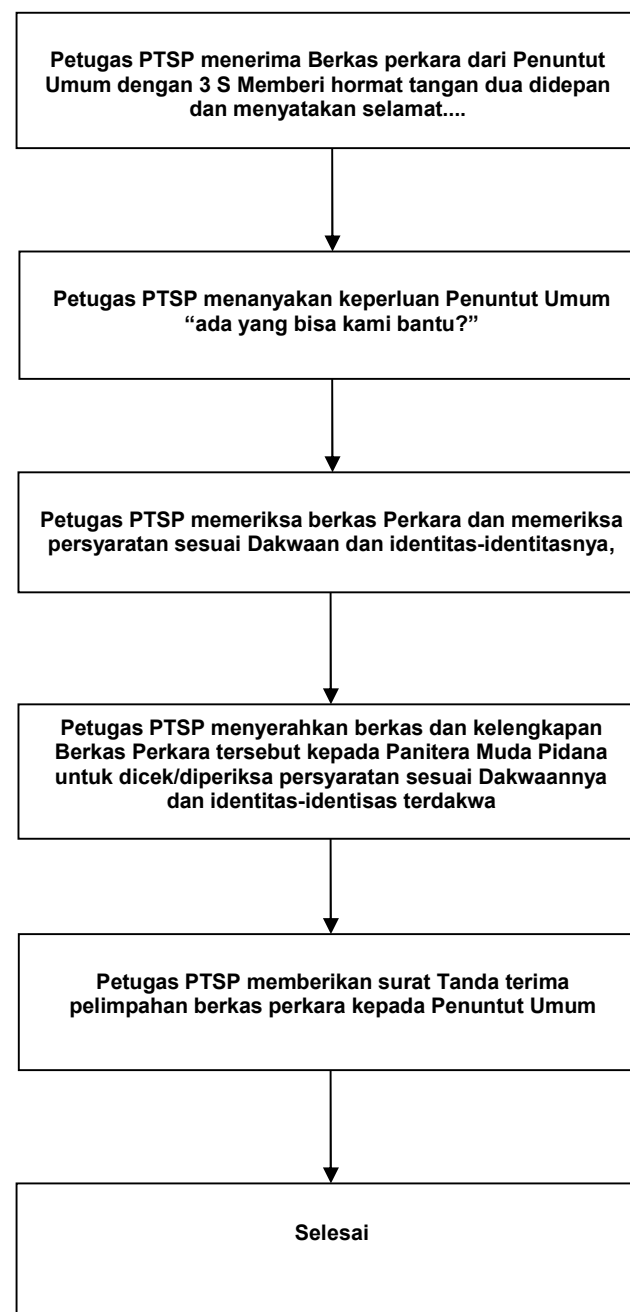 Petugas PTSP menerima Berkas perkara dari Penuntut
Umum dengan 3 S Memberi hormat tangan dua didepan
dan menyatakan selamat....
Petugas PTSP menanyakan keperluan Penuntut Umum
“ada yang bisa kami bantu?”
Petugas PTSP memeriksa berkas Perkara dan memeriksa
persyaratan sesuai Dakwaan dan identitas-identitasnya,
Petugas PTSP menyerahkan berkas dan kelengkapan
Berkas Perkara tersebut kepada Panitera Muda Pidana
untuk dicek/diperiksa persyaratan sesuai Dakwaannya
dan identitas-identisas terdakwa
Petugas PTSP memberikan surat Tanda terima
pelimpahan berkas perkara kepada Penuntut Umum
Selesai